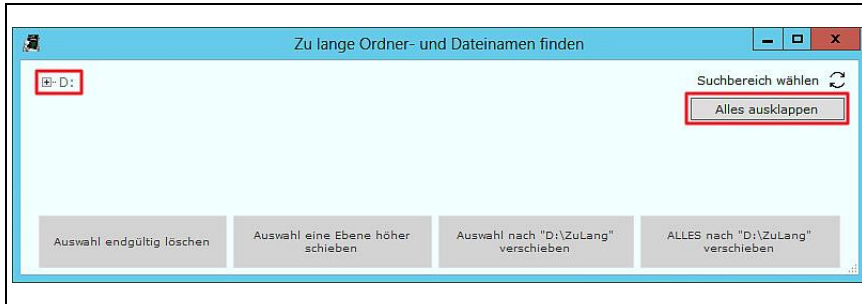 Zu lange Ordner- und Dateinamen finden
D:
Suchbereich wählen
Alles ausklappen
Auswahl endgültig löschen
Auswahl eine Ebene höher
schieben
Auswahl nach "D:\ZuLang"
verschieben
ALLES nach "D:\ZuLang"
verschieben